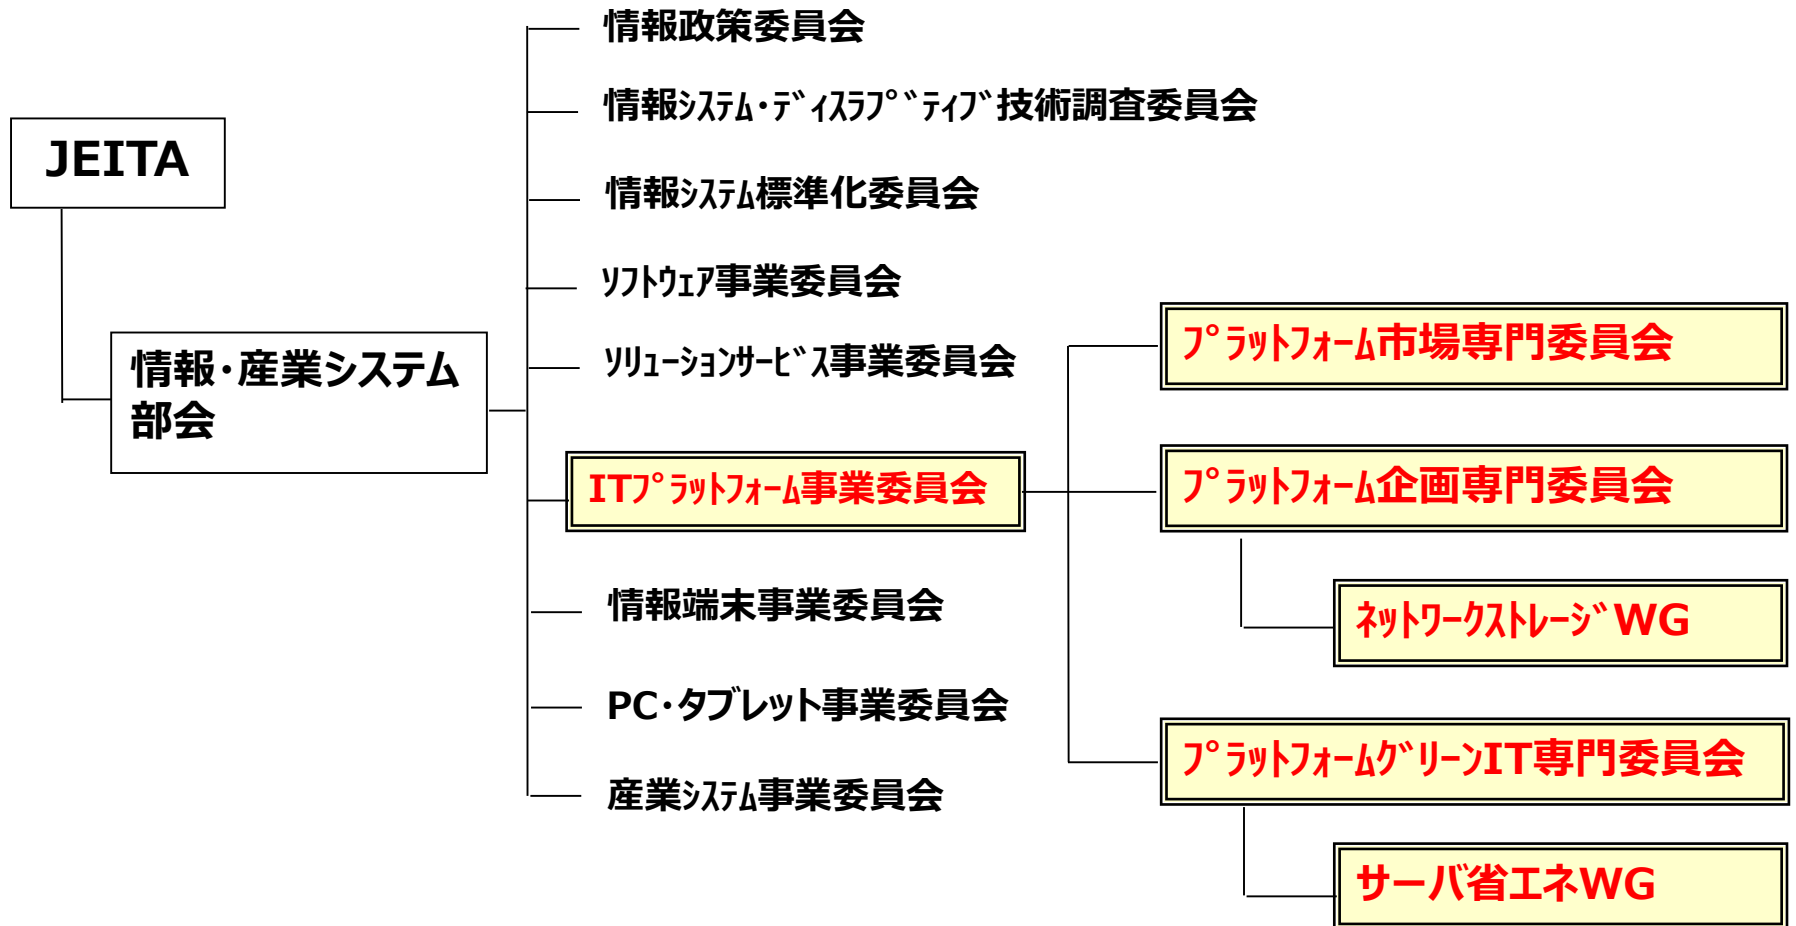 JEITA
情報・産業システム
部会
情報政策委員会
情報ｼｽﾃﾑ・ﾃﾞｨｽﾗﾌﾟﾞﾃｨﾌﾞ技術調査委員会
情報ｼｽﾃﾑ標準化委員会
ｿﾌﾄｳｪｱ事業委員会
ｿﾘｭｰｼｮﾝｻｰﾋﾞｽ事業委員会
ITﾌﾟﾗｯﾄﾌｫｰﾑ事業委員会
情報端末事業委員会
PC・タブレット事業委員会
産業ｼｽﾃﾑ事業委員会
ﾌﾟﾗｯﾄﾌｫｰﾑ市場専門委員会
ﾌﾟﾗｯﾄﾌｫｰﾑ企画専門委員会
ﾈｯﾄﾜｰｸｽﾄﾚｰｼﾞWG
ﾌﾟﾗｯﾄﾌｫｰﾑｸﾞﾘｰﾝIT専門委員会
サーバ省エネWG